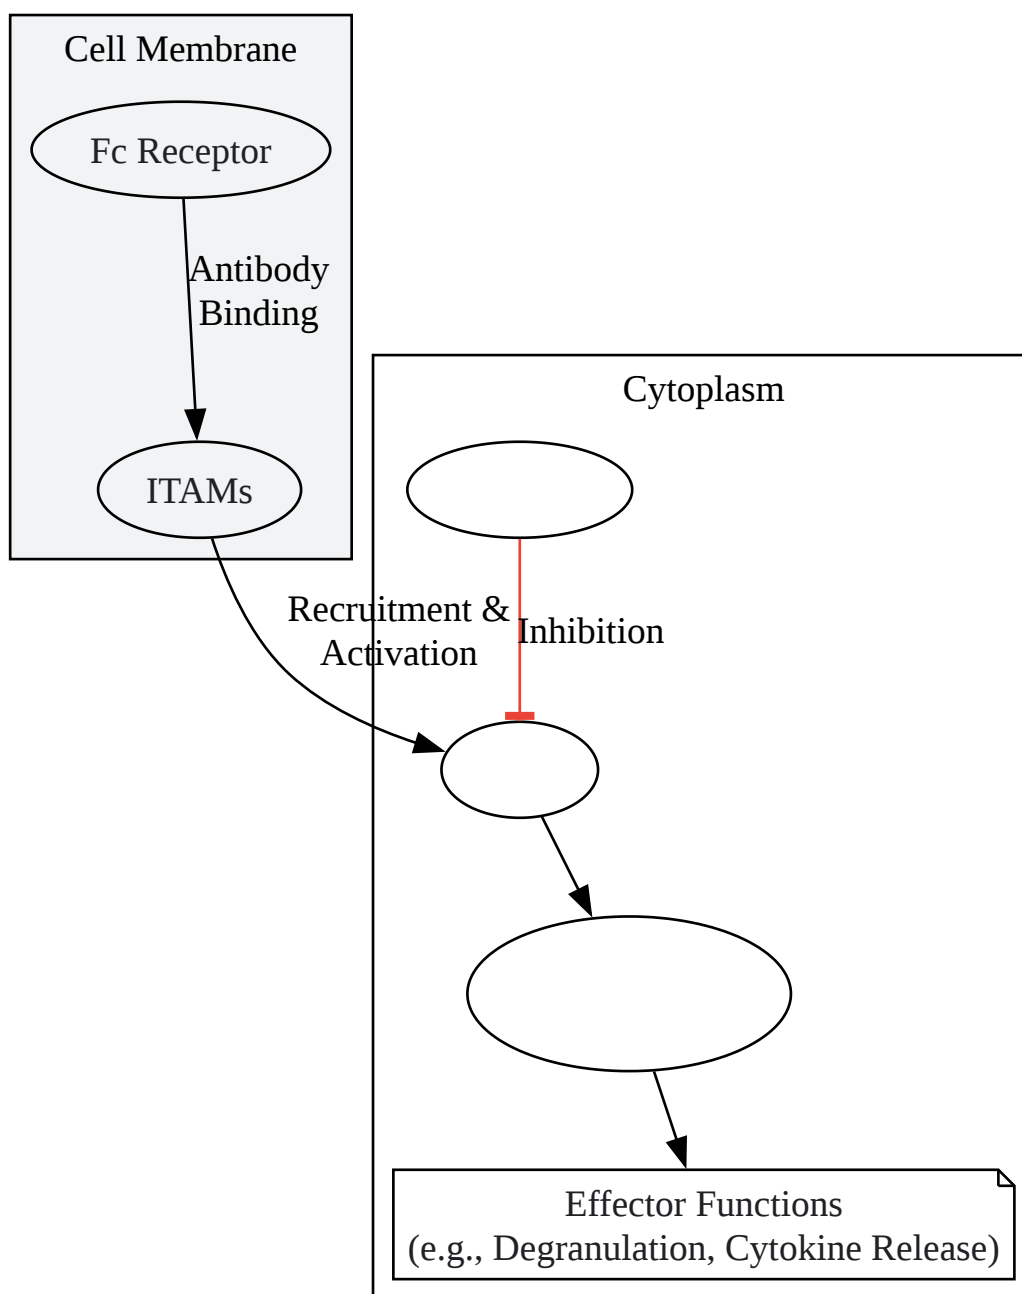 Cell Membrane
Fc Receptor
Antibody
Binding
Cytoplasm
ITAMs
Recruitment &
Activation
Inhibition
Effector Functions
(e.g., Degranulation, Cytokine Release)